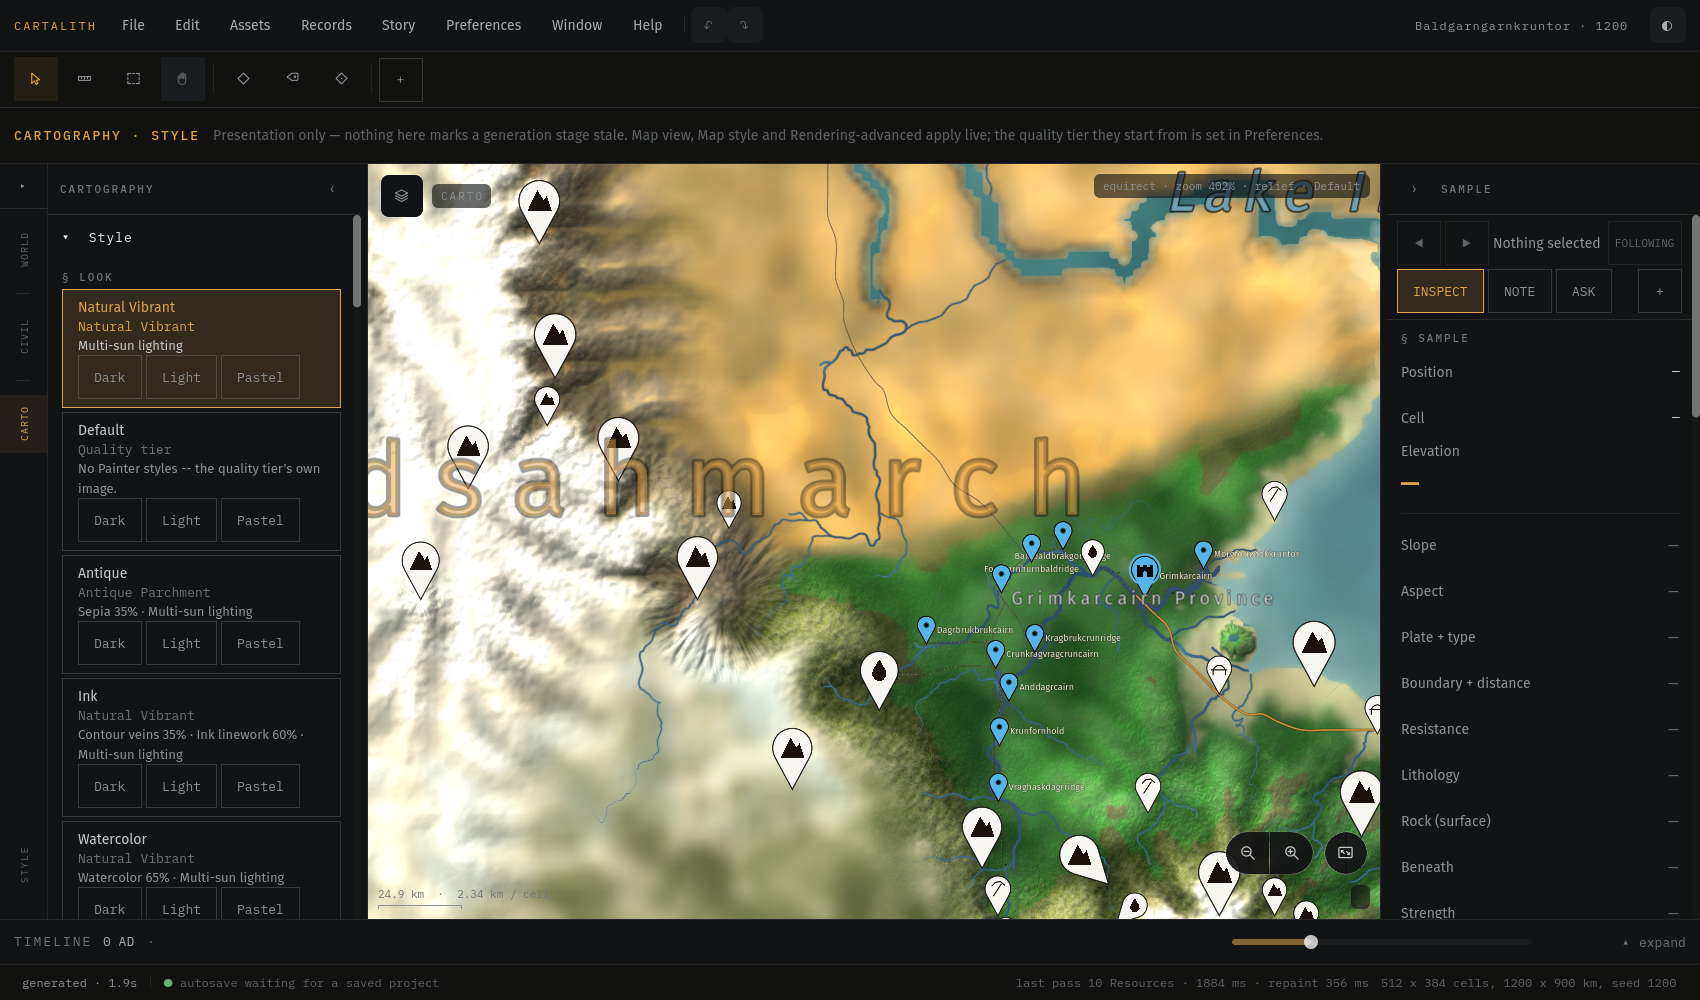 CARTALITH File Edit Assets Records Story Preferences Window Help Baldgarngarnkruntor · 1200
CARTOGRAPHY · STYLE Presentation only — nothing here marks a generation stage stale. Map view, Map style and Rendering-advanced apply live; the quality tier they start from is set in Preferences.
WORLD
CIVIL
CARTO
STYLE
CARTOGRAPHY
Style
§ LOOK
Natural Vibrant
Natural Vibrant
Multi-sun lighting
Dark Light Pastel
Default
Quality tier
No Painter styles -- the quality tier's own
image.
Dark Light Pastel
Antique
Antique Parchment
Sepia 35% · Multi-sun lighting
Dark Light Pastel
Ink
Natural Vibrant
Contour veins 35% · Ink linework 60% ·
Multi-sun lighting
Dark Light Pastel
Watercolor
Natural Vibrant
Watercolor 65% · Multi-sun lighting
Dark Light Pastel
CARTO
equirect · zoom 402% · relief · Default
Lake
dsahmarch
Grimkarcairn
Grimkarcairn Province
Dagrbrukbrukcairn
Kragbrukcrunridge
Crunkragvragcruncairn
Anddagrcairn
Krunfornhold
Vraghaskdagrridge
24.9 km · 2.34 km / cell
SAMPLE
Nothing selected FOLLOWING
INSPECT NOTE ASK +
§ SAMPLE
Position —
Cell —
Elevation
—
Slope —
Aspect —
Plate + type —
Boundary + distance —
Resistance —
Lithology —
Rock (surface) —
Beneath —
Strength —
TIMELINE 0 AD · expand
generated · 1.9s autosave waiting for a saved project last pass 10 Resources · 1884 ms · repaint 356 ms 512 x 384 cells, 1200 x 900 km, seed 1200